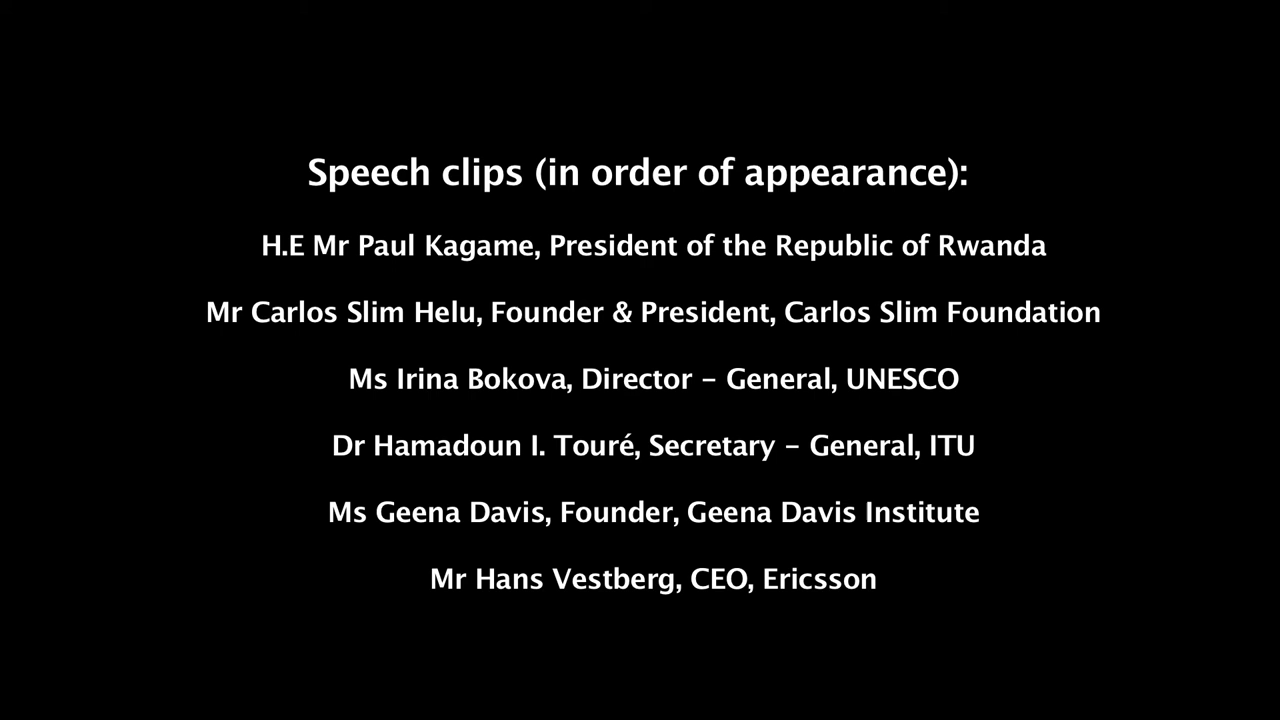 Speech clips (in order of appearance):
H.E Mr Paul Kagame, President of the Republic of Rwanda
Mr Carlos Slim Helu, Founder & President, Carlos Slim Foundation
Ms Irina Bokova, Director – General, UNESCO
Dr Hamadoun I. Touré, Secretary – General, ITU
Ms Geena Davis, Founder, Geena Davis Institute
Mr Hans Vestberg, CEO, Ericsson